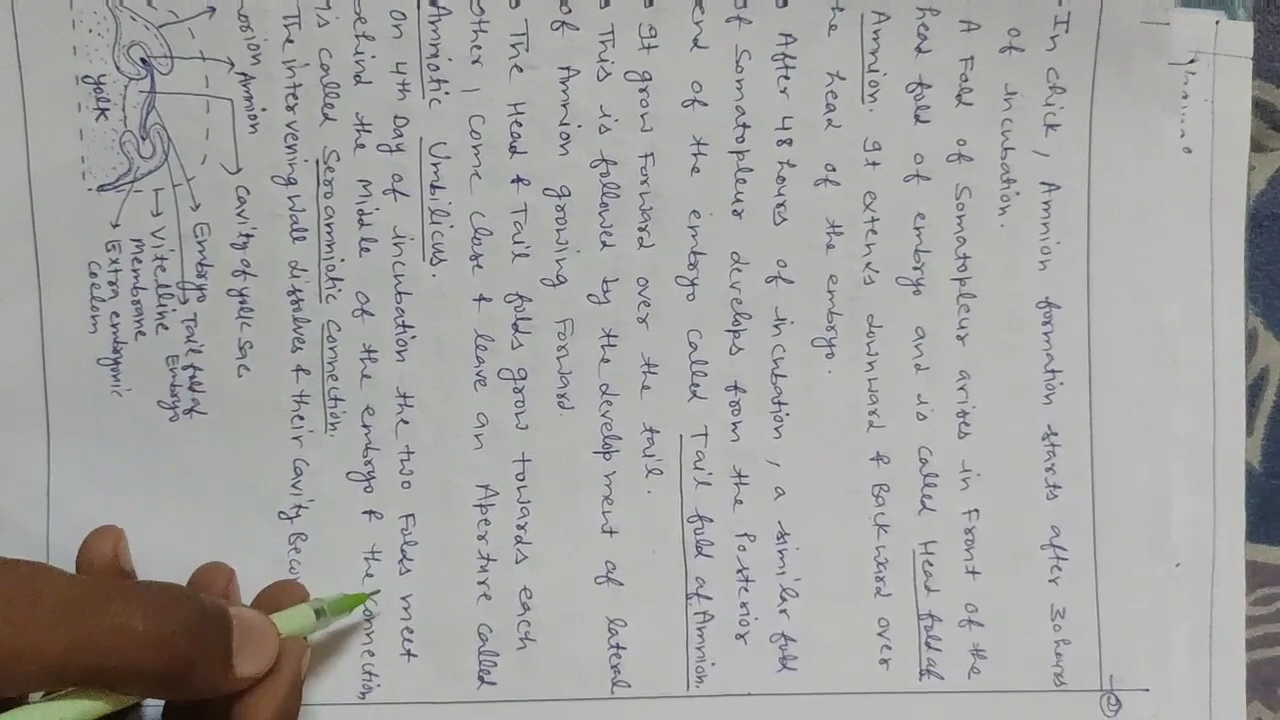 ②
- In chick, Amnion formation starts after 30 hours
of incubation.
A Fold of Somatopleur arises in Front of the
head fold of embryo and is called Head fold of
Amnion. It extends downward & Backward over
the head of the embryo.
• After 48 hours of incubation, a similar fold
of Somatopleur develops from the Posterior
end of the embryo called Tail fold of Amnion.
• It grow Forward over the tail.
• This is followed by the development of lateral
of Amnion growing Forward.
• The Head & Tail folds grow towards each
other, come close & leave an Aperture called
Amniotic Umbilicus.
On 4th Day of incubation the two Folds meet
ehind the Middle of the embryo & the connection
is called Seroamniotic Connection.
The intervening wall dissolves & their Cavity Beco
orion Amnion
Cavity of yolk sac
Embryo
Tail fold of
Embryo
Vitelline
membrane
Extra embryonic
Coelom
yolk